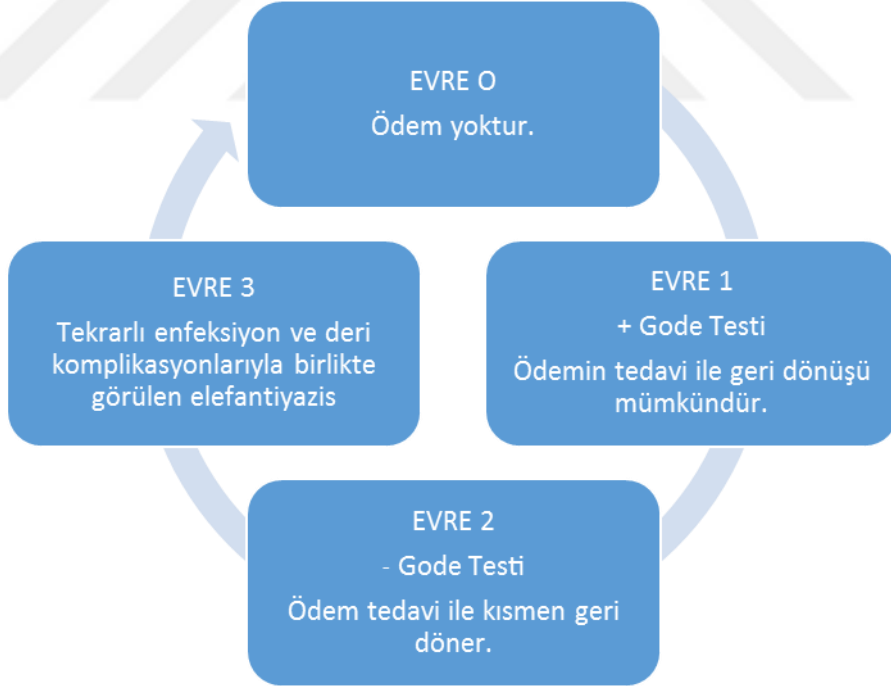 EVRE O
Ödem yoktur.
EVRE 1
+ Gode Testi
Ödemin tedavi ile geri dönüşü
mümkündür.
EVRE 2
- Gode Testi
Ödem tedavi ile kısmen geri
döner.
EVRE 3
Tekrarlı enfeksiyon ve deri
komplikasyonlarıyla birlikte
görülen elefantiyazis